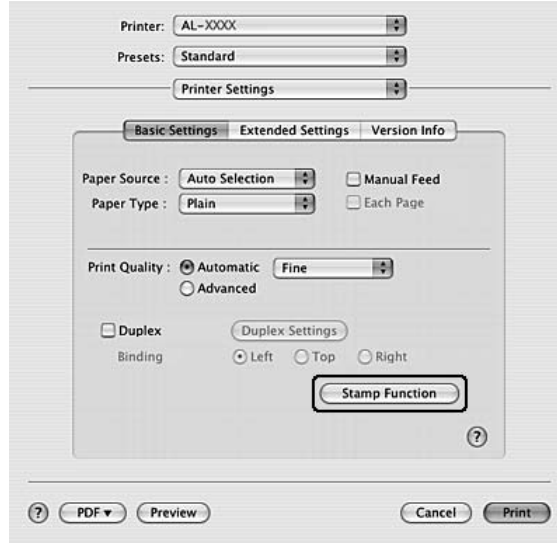 Printer: AL-XXXX
Presets: Standard
Printer Settings
Basic Settings Extended Settings Version Info
Paper Source : Auto Selection Manual Feed
Paper Type : Plain Each Page
Print Quality : Automatic Fine
Advanced
Duplex Duplex Settings
Binding Left Top Right
Stamp Function
?
? PDF ▾ Preview Cancel Print